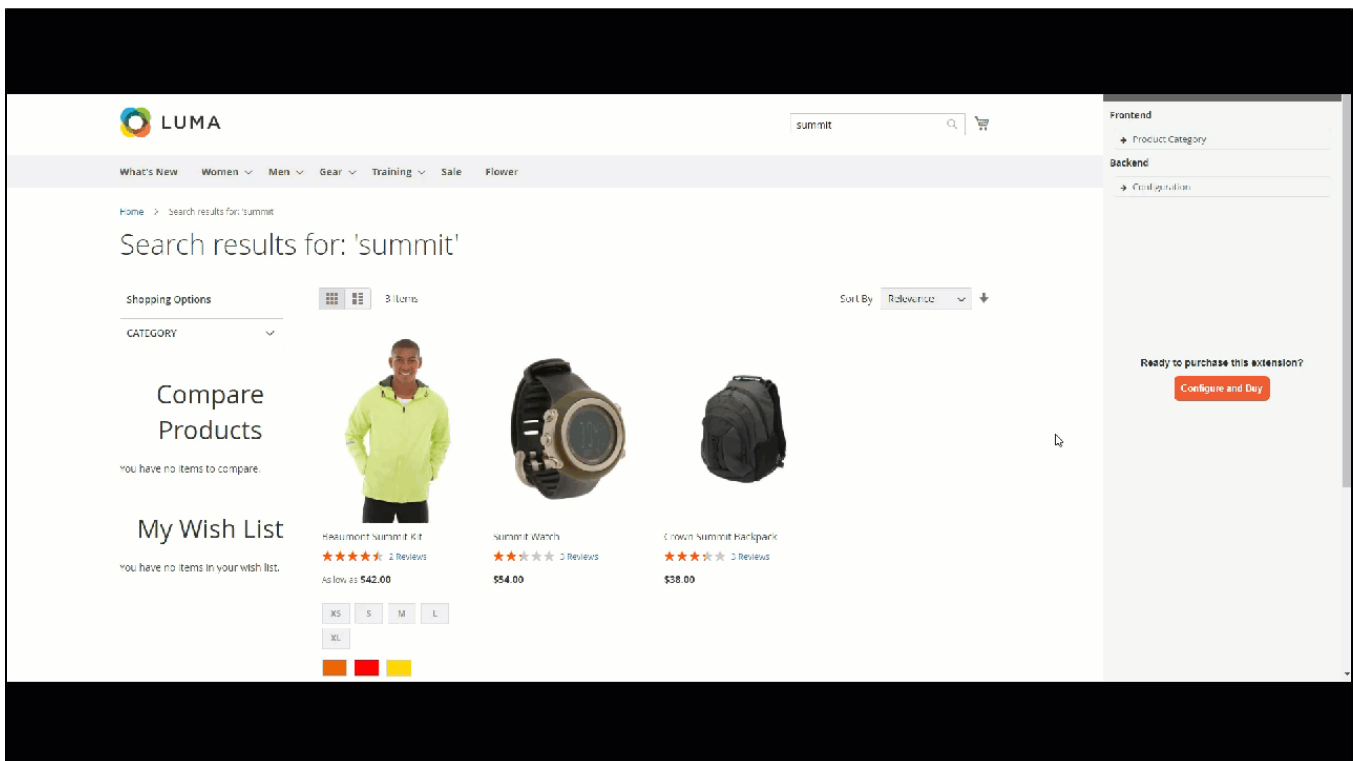 LUMA
summit
What's New Women Men Gear Training Sale Flower
Home > Search results for: 'summit'
Search results for: 'summit'
Shopping Options
CATEGORY
Compare
Products
You have no items to compare.
My Wish List
You have no items in your wish list.
3 Items
Sort By Relevance
Beaumont Summit Kit
2 Reviews
As low as $42.00
XS S M L
XL
Summit Watch
3 Reviews
$54.00
Crown Summit Backpack
3 Reviews
$38.00
Frontend
Product Category
Backend
Configuration
Ready to purchase this extension?
Configure and Buy